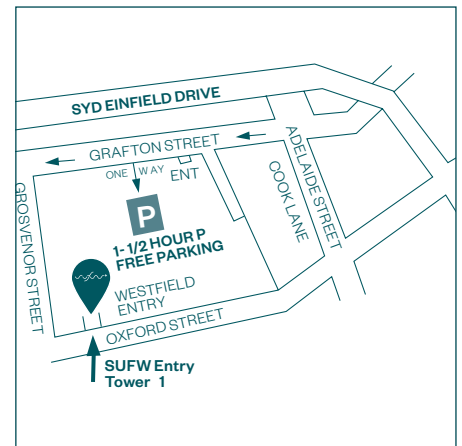 SYD EINFIELD DRIVE
GRAFTON STREET
ADELAIDE STREET
ONE WAY
ENT
COOK LANE
GROSVENOR STREET
P
1- 1/2 HOUR P
FREE PARKING
WESTFIELD
ENTRY
OXFORD STREET
SUFW Entry
Tower 1